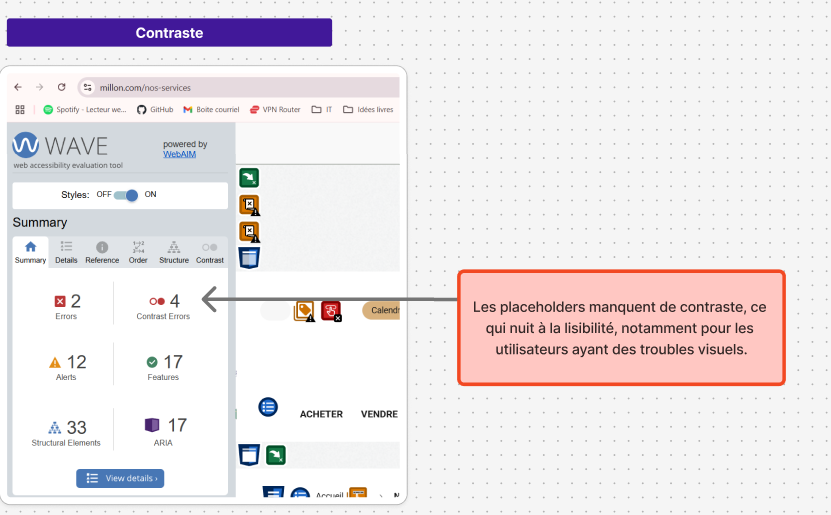 Contraste
millon.com/nos-services
Spotify - Lecteur we... GitHub Boite courriel VPN Router IT Idées livres
WAVE
powered by
WebAIM
web accessibility evaluation tool
Styles: OFF ON
Summary
Summary Details Reference Order Structure Contrast
2
Errors
4
Contrast Errors
12
Alerts
17
Features
33
Structural Elements
17
ARIA
View details ›
Calendr
ACHETER VENDRE
Accueil
Les placeholders manquent de contraste, ce
qui nuit à la lisibilité, notamment pour les
utilisateurs ayant des troubles visuels.